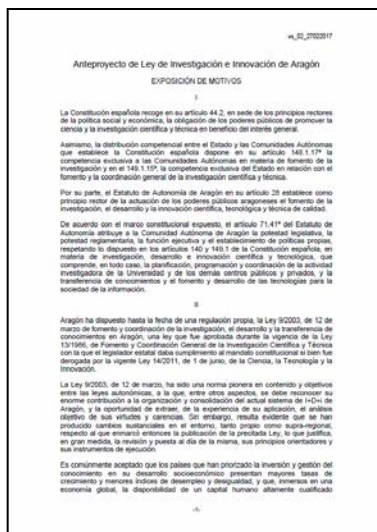 vs_02_27022017
Anteproyecto de Ley de Investigación e Innovación de Aragón
EXPOSICIÓN DE MOTIVOS
I
La Constitución española recoge en su artículo 44.2, en sede de los principios rectores
de la política social y económica, la obligación de los poderes públicos de promover la
ciencia y la investigación científica y técnica en beneficio del interés general.
Asimismo, la distribución competencial entre el Estado y las Comunidades Autónomas
que establece la Constitución española dispone en su artículo 148.1.17ª la
competencia exclusiva a las Comunidades Autónomas en materia de fomento de la
investigación y en el 149.1.15ª, la competencia exclusiva del Estado en relación con el
fomento y la coordinación general de la investigación científica y técnica.
Por su parte, el Estatuto de Autonomía de Aragón en su artículo 28 establece como
principio rector de la actuación de los poderes públicos aragoneses el fomento de la
investigación, el desarrollo y la innovación científica, tecnológica y técnica de calidad.
De acuerdo con el marco constitucional expuesto, el artículo 71.41ª del Estatuto de
Autonomía atribuye a la Comunidad Autónoma de Aragón la potestad legislativa, la
potestad reglamentaria, la función ejecutiva y el establecimiento de políticas propias,
respetando lo dispuesto en los artículos 140 y 149.1 de la Constitución española, en
materia de investigación, desarrollo e innovación científica y tecnológica, que
comprende, en todo caso, la planificación, programación y coordinación de la actividad
investigadora de la Universidad y de los demás centros públicos y privados, y la
transferencia de conocimientos y el fomento y desarrollo de las tecnologías para la
sociedad de la información.
II
Aragón ha dispuesto hasta la fecha de una regulación propia, la Ley 9/2003, de 12 de
marzo de fomento y coordinación de la investigación, el desarrollo y la transferencia de
conocimientos en Aragón, una ley que fue aprobada durante la vigencia de la Ley
13/1986, de Fomento y Coordinación General de la Investigación Científica y Técnica
con la que el legislador estatal daba cumplimiento al mandato constitucional si bien fue
derogada por la vigente Ley 14/2011, de 1 de junio, de la Ciencia, la Tecnología y la
Innovación.
La Ley 9/2003, de 12 de marzo, ha sido una norma pionera en contenido y objetivos
entre las leyes autonómicas, a la que, entre otros aspectos, se debe reconocer su
enorme contribución a la organización y consolidación del actual sistema de I+D+i de
Aragón, y la oportunidad de extraer, de la experiencia de su aplicación, el análisis
objetivo de sus virtudes y carencias. Sin embargo, resulta evidente que se han
producido cambios sustanciales en el entorno, tanto propio como supra-regional,
respecto al que enmarcó entonces la publicación de la precitada Ley, lo que justifica,
en gran medida, la revisión y puesta al día de la misma, sus principios orientadores y
sus instrumentos de ejecución.
Es comúnmente aceptado que los países que han priorizado la inversión y gestión del
conocimiento en su desarrollo socioeconómico presentan mayores tasas de
crecimiento y menores índices de desempleo y desigualdad, y que, inmersos en una
economía global, la disponibilidad de un capital humano altamente cualificado
-1-